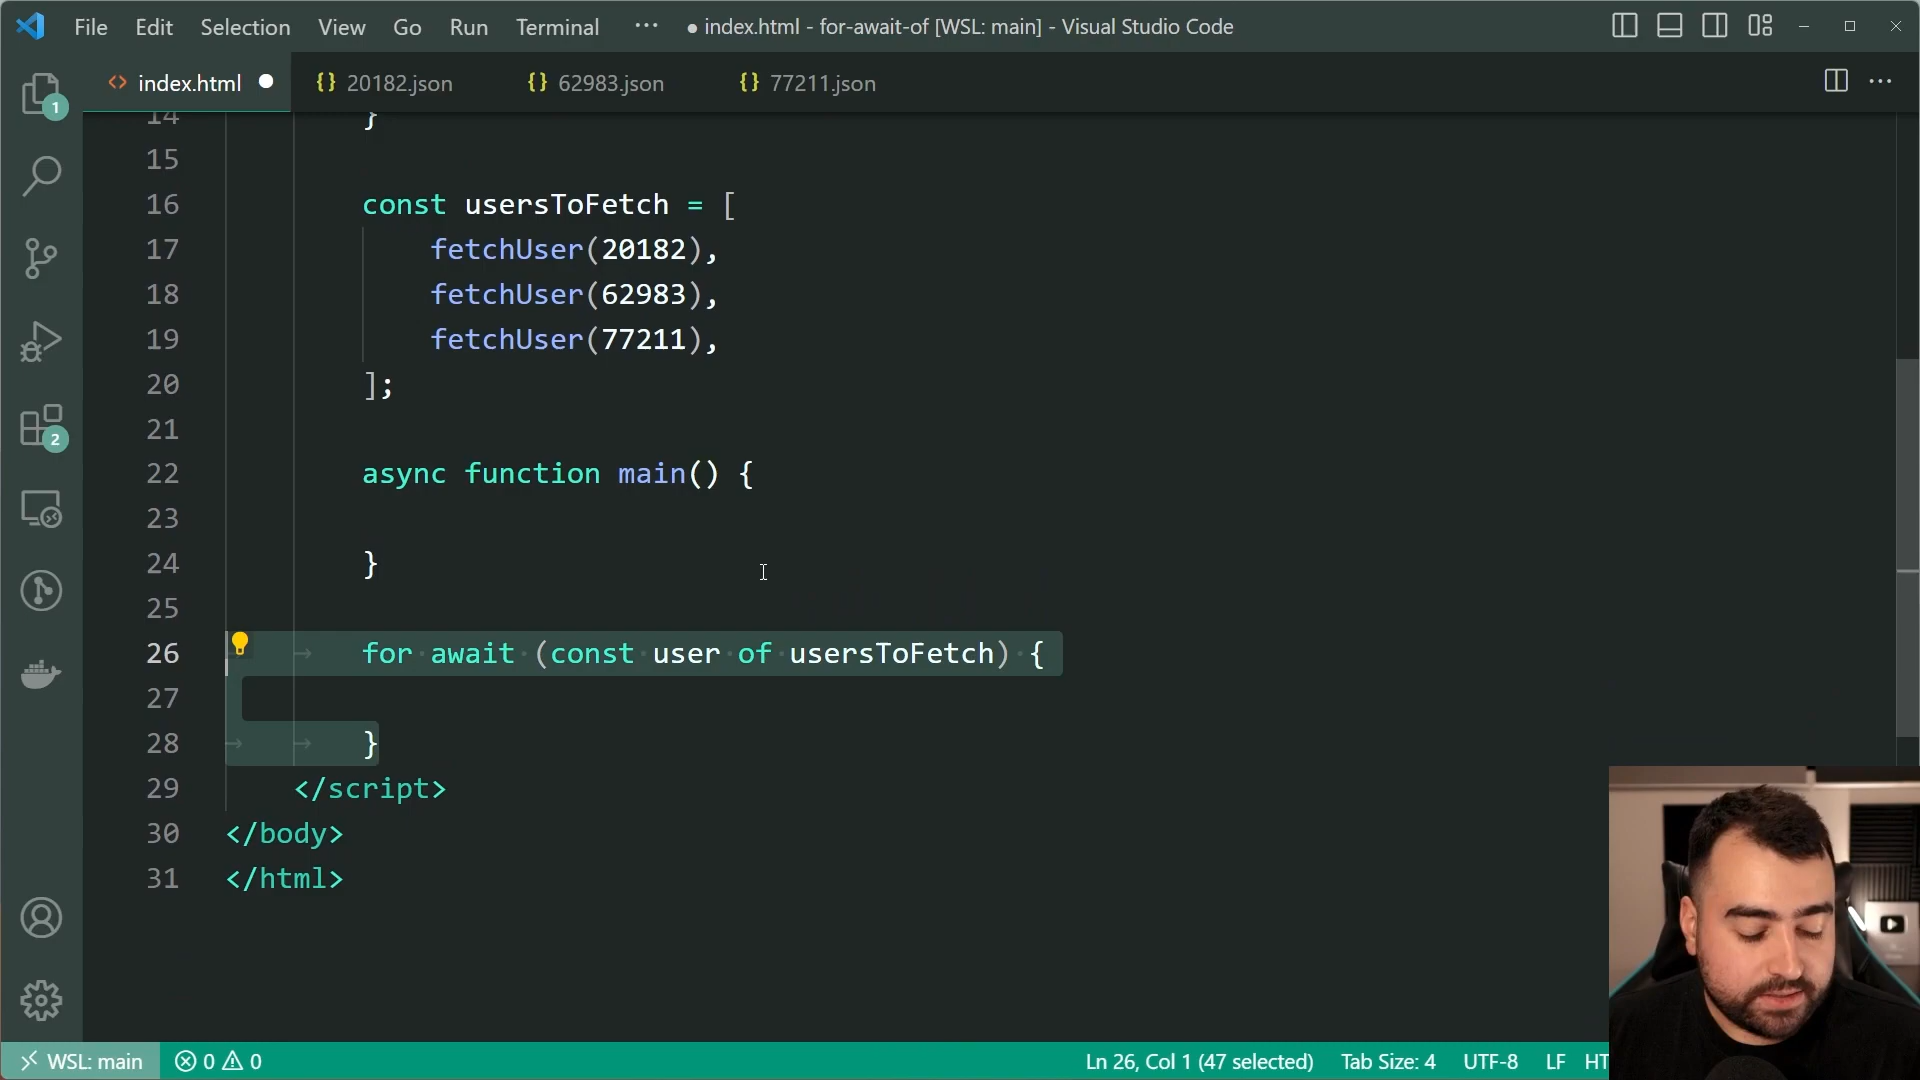 File Edit Selection View Go Run Terminal ··· ● index.html - for-await-of [WSL: main] - Visual Studio Code
<> index.html ● {} 20182.json {} 62983.json {} 77211.json
14 }
15
16 const usersToFetch = [
17 fetchUser(20182),
18 fetchUser(62983),
19 fetchUser(77211),
20 ];
21
22 async function main() {
23
24 }
25
26 for await (const user of usersToFetch) {
27
28 }
29 </script>
30 </body>
31 </html>
1
2
WSL: main 0 0 Ln 26, Col 1 (47 selected) Tab Size: 4 UTF-8 LF HT